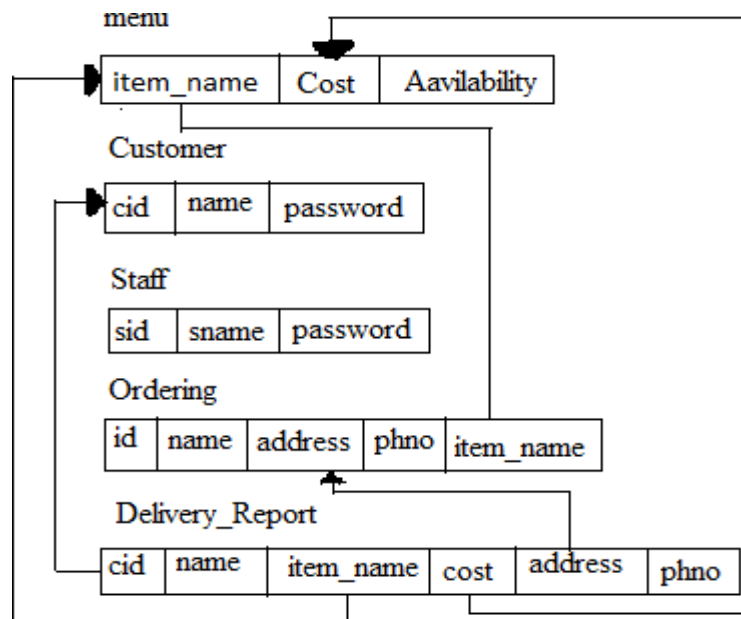 menu
item_name Cost Aavilability
Customer
cid name password
Staff
sid sname password
Ordering
id name address phno item_name
Delivery_Report
cid name item_name cost address phno